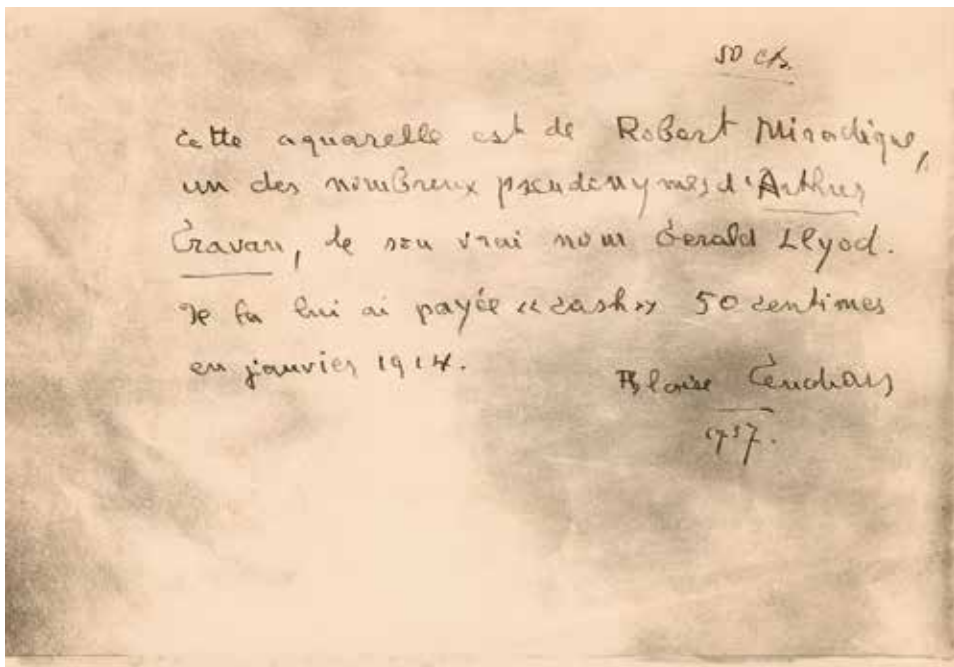 50 cts.
cette aquarelle est de Robert Miradique,
un des nombreux pseudonymes d'Arthur
Cravan, de son vrai nom Gerald Llyod.
Je la lui ai payée «cash» 50 centimes
en janvier 1914.
Blaise Cendrars
1957.